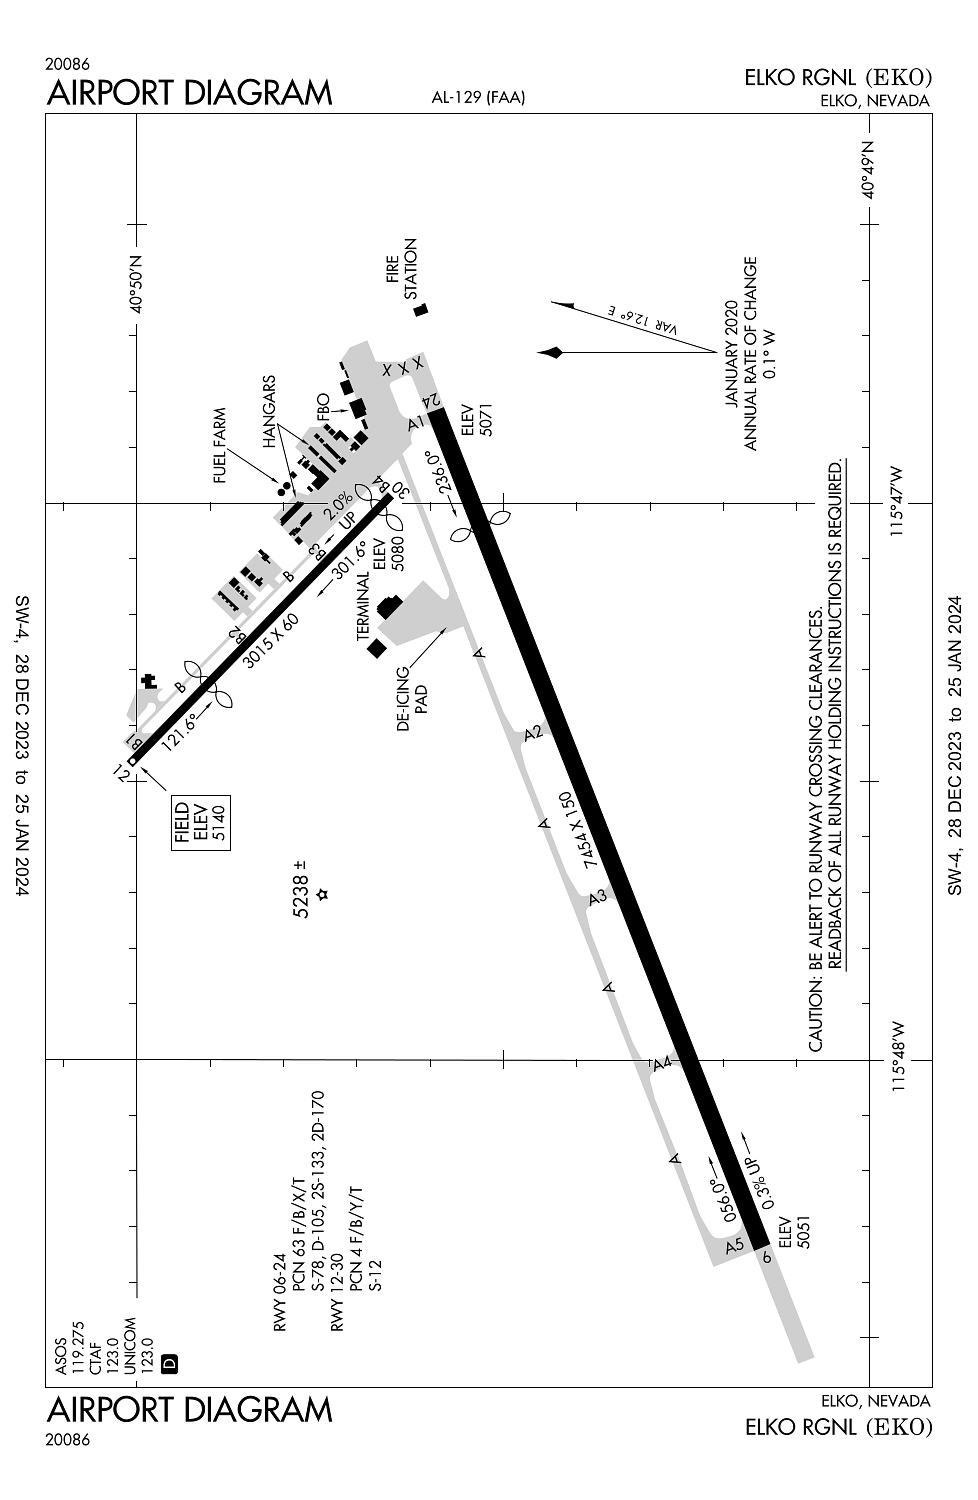 20086
AIRPORT DIAGRAM
AL-129 (FAA)
ELKO RGNL (EKO)
ELKO, NEVADA
40°49'N
40°50'N
FIRE
STATION
VAR 12.6° E
JANUARY 2020
ANNUAL RATE OF CHANGE
0.1° W
HANGARS
FBO
FUEL FARM
X X X
24
A1
ELEV
5071
236.0°
B4
30
2.0%
UP
B3
301.6°
ELEV
5080
TERMINAL
B
B2
3015 X 60
B
121.6°
B1
12
FIELD
ELEV
5140
DE-ICING
PAD
A
A2
A
7454 X 150
A3
A
A4
A
056.0°
0.3% UP
A5
6
ELEV
5051
5238 ±
115°47'W
115°48'W
CAUTION: BE ALERT TO RUNWAY CROSSING CLEARANCES.
READBACK OF ALL RUNWAY HOLDING INSTRUCTIONS IS REQUIRED.
RWY 06-24
PCN 63 F/B/X/T
S-78, D-105, 2S-133, 2D-170
RWY 12-30
PCN 4 F/B/Y/T
S-12
ASOS
119.275
CTAF
123.0
UNICOM
123.0
D
SW-4, 28 DEC 2023 to 25 JAN 2024
SW-4, 28 DEC 2023 to 25 JAN 2024
AIRPORT DIAGRAM
20086
ELKO, NEVADA
ELKO RGNL (EKO)